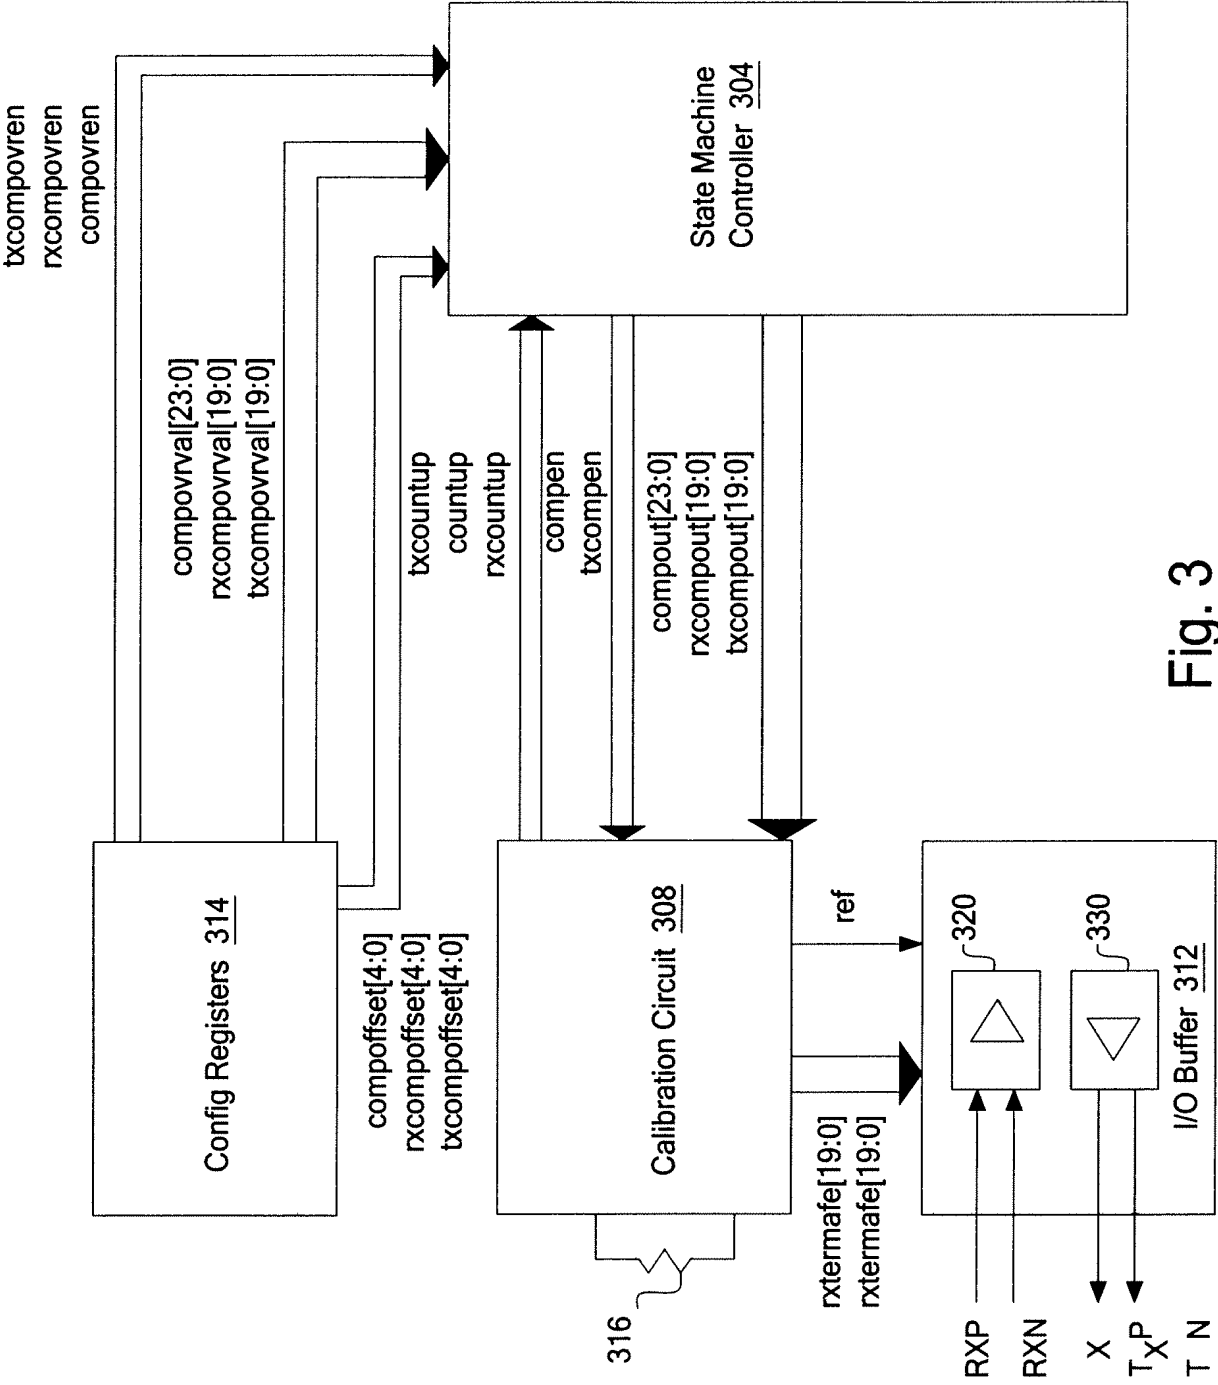 txcompovren
rxcompovren
compovren
compovrval[23:0]
rxcompovrval[19:0]
txcompovrval[19:0]
State Machine
Controller 304
Config Registers 314
compoffset[4:0]
rxcompoffset[4:0]
txcompoffset[4:0]
txcountup
countup
rxcountup
compen
txcompen
compout[23:0]
rxcompout[19:0]
txcompout[19:0]
Calibration Circuit 308
316
ref
rxtermafe[19:0]
rxtermafe[19:0]
320
330
I/O Buffer 312
RXP
RXN
X
T P
X
T N
Fig. 3